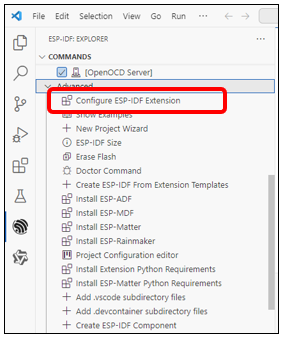 File Edit Selection View Go Run
ESP-IDF: EXPLORER
COMMANDS
[OpenOCD Server]
Advanced
Configure ESP-IDF Extension
Show Examples
New Project Wizard
ESP-IDF Size
Erase Flash
Doctor Command
Create ESP-IDF From Extension Templates
Install ESP-ADF
Install ESP-MDF
Install ESP-Matter
Install ESP-Rainmaker
Project Configuration editor
Install Extension Python Requirements
Install ESP-Matter Python Requirements
Add .vscode subdirectory files
Add .devcontainer subdirectory files
Create ESP-IDF Component